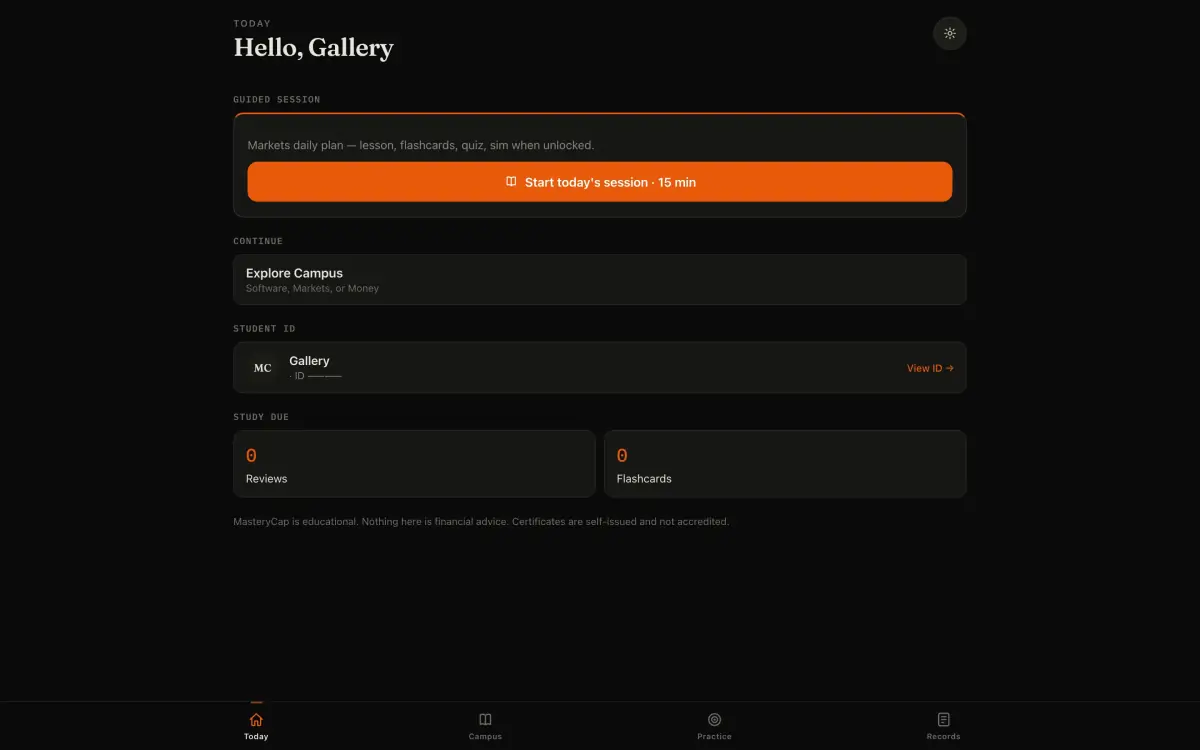 TODAY
Hello, Gallery
GUIDED SESSION
Markets daily plan — lesson, flashcards, quiz, sim when unlocked.
Start today's session · 15 min
CONTINUE
Explore Campus
Software, Markets, or Money
STUDENT ID
MC
Gallery
· ID ———
View ID →
STUDY DUE
0
Reviews
0
Flashcards
MasteryCap is educational. Nothing here is financial advice. Certificates are self-issued and not accredited.
Today
Campus
Practice
Records